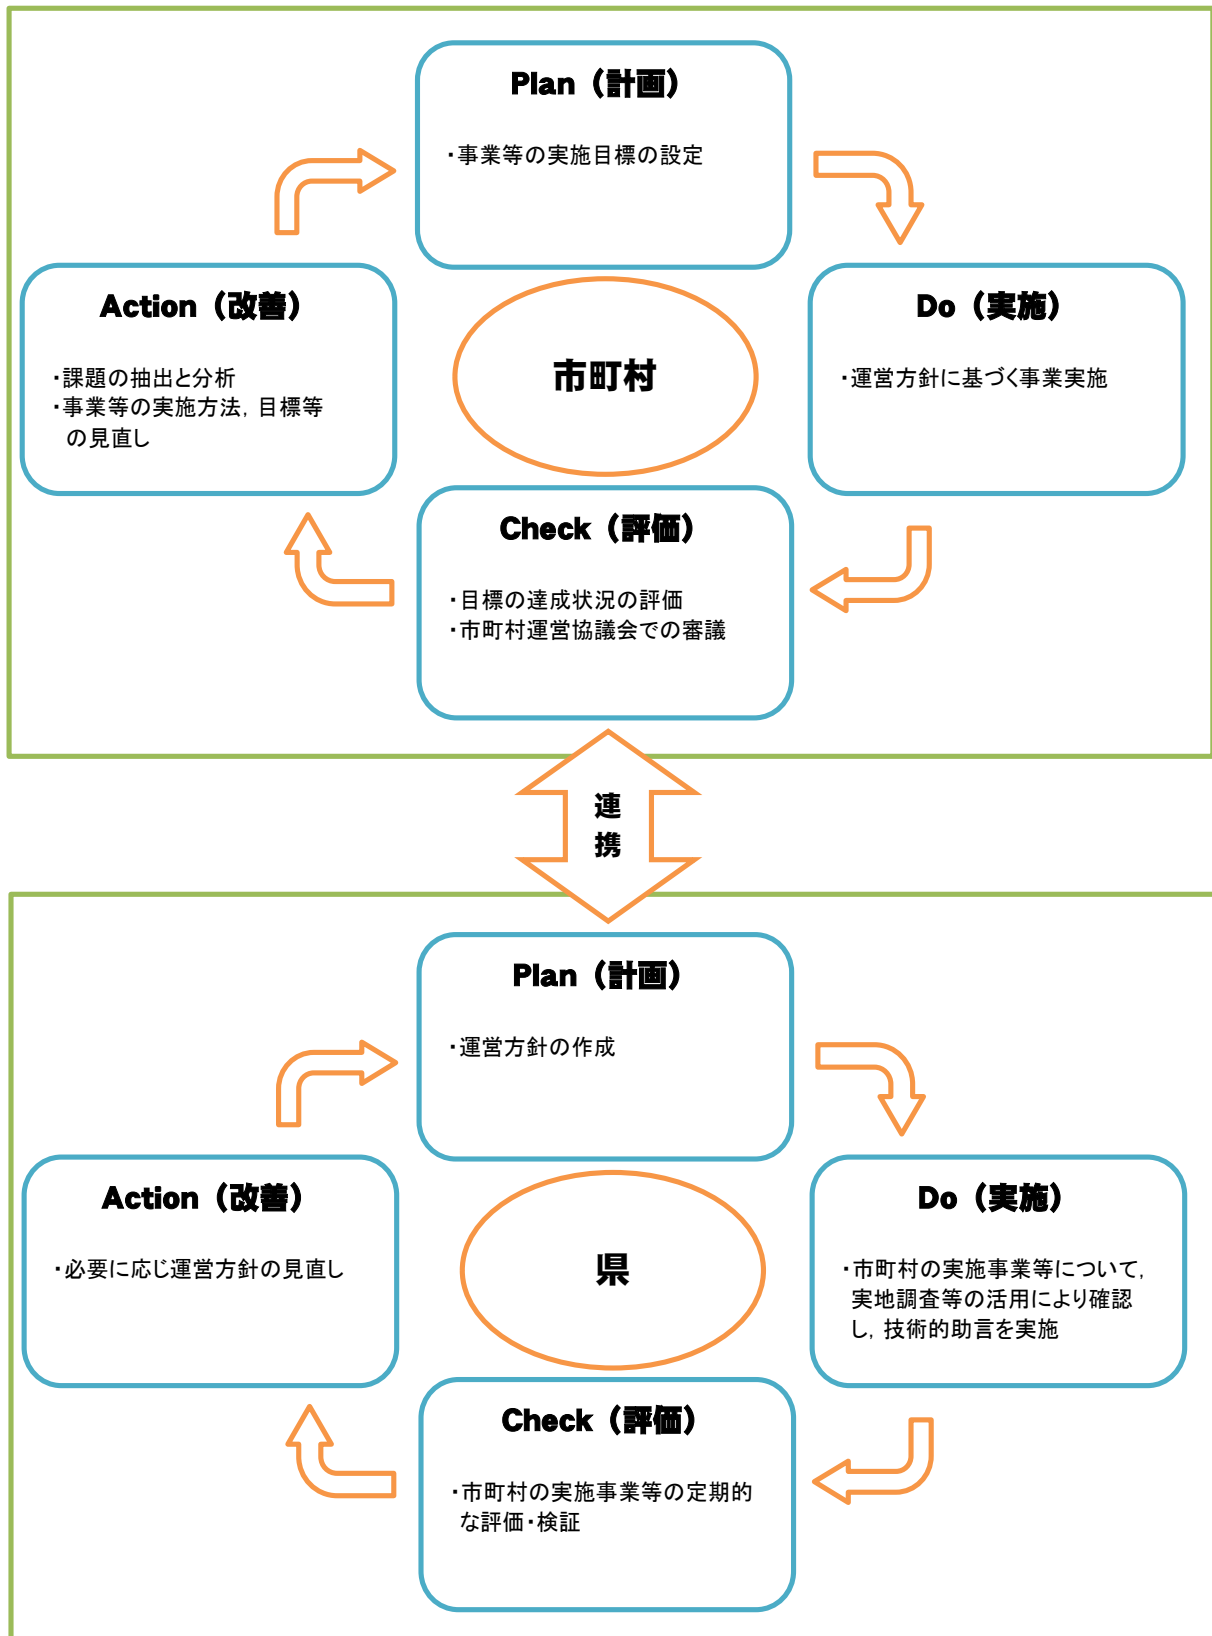 Plan（計画）
・事業等の実施目標の設定
Action（改善）
・課題の抽出と分析
・事業等の実施方法，目標等
の見直し
市町村
Do（実施）
・運営方針に基づく事業実施
Check（評価）
・目標の達成状況の評価
・市町村運営協議会での審議
連
携
Plan（計画）
・運営方針の作成
Action（改善）
・必要に応じ運営方針の見直し
県
Do（実施）
・市町村の実施事業等について，
実地調査等の活用により確認
し，技術的助言を実施
Check（評価）
・市町村の実施事業等の定期的
な評価・検証